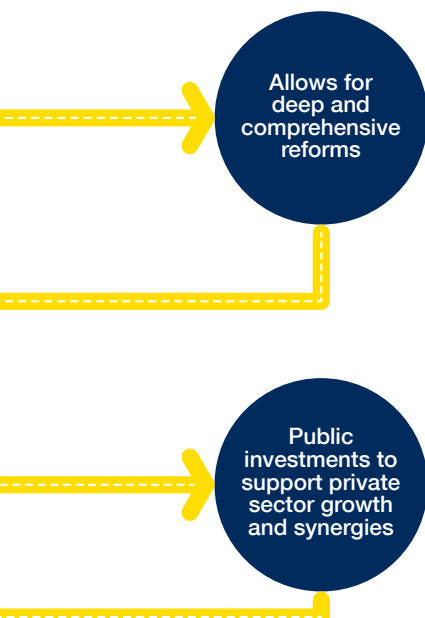 Allows for
deep and
comprehensive
reforms
Public
investments to
support private
sector growth
and synergies